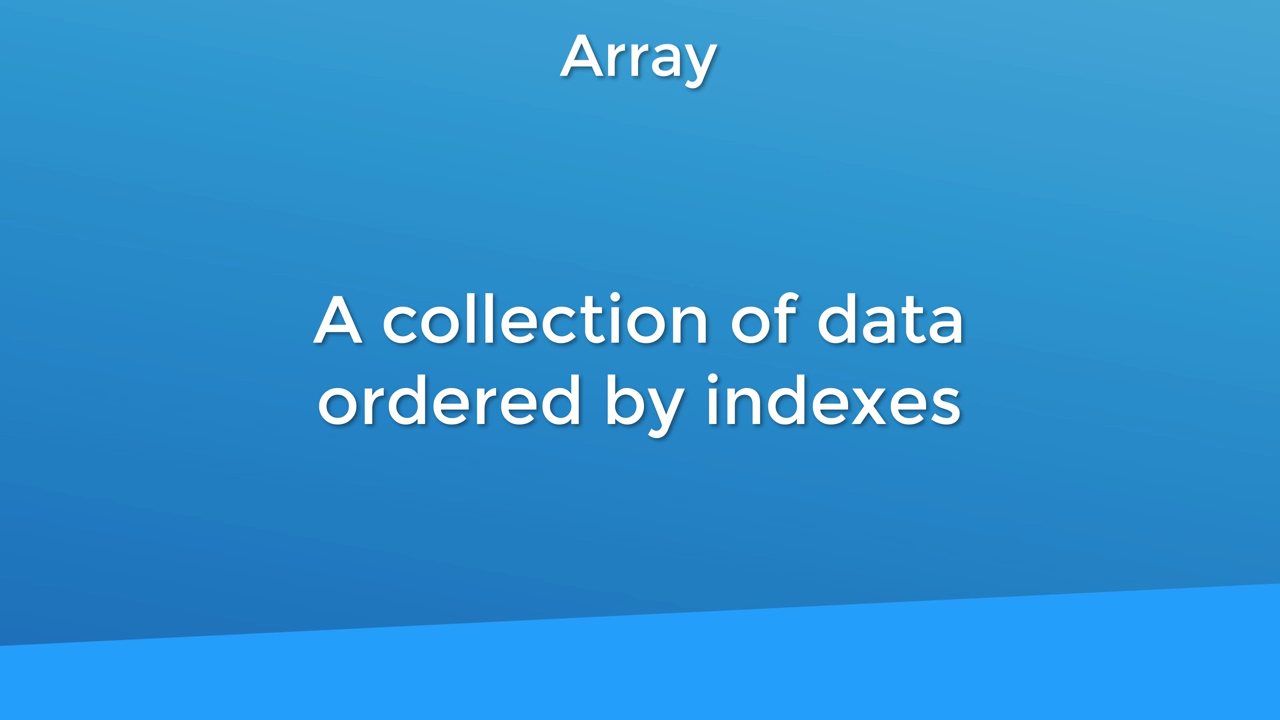 Array
A collection of data
ordered by indexes